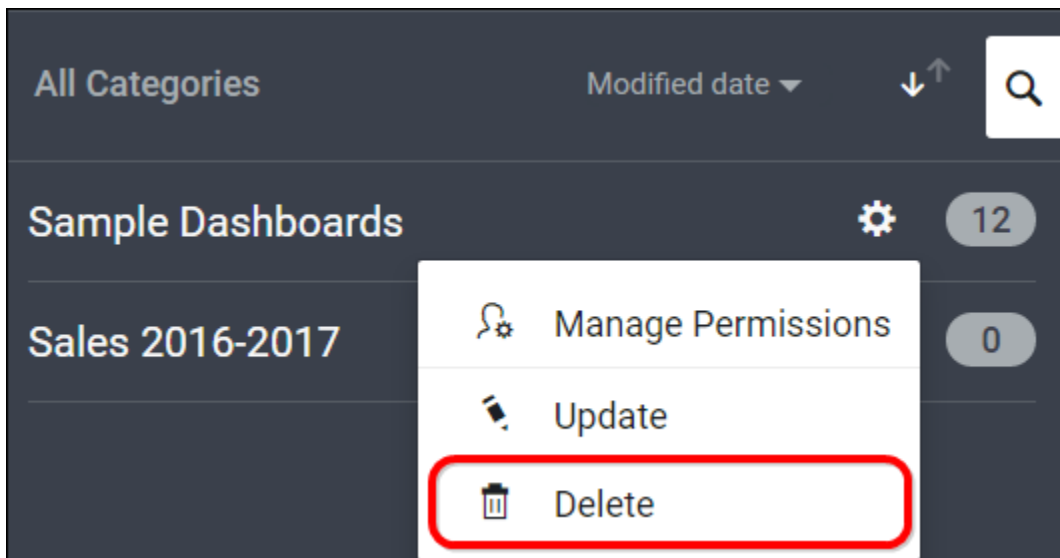 All Categories Modified date
Sample Dashboards 12
Manage Permissions
Sales 2016-2017 0
Update
Delete